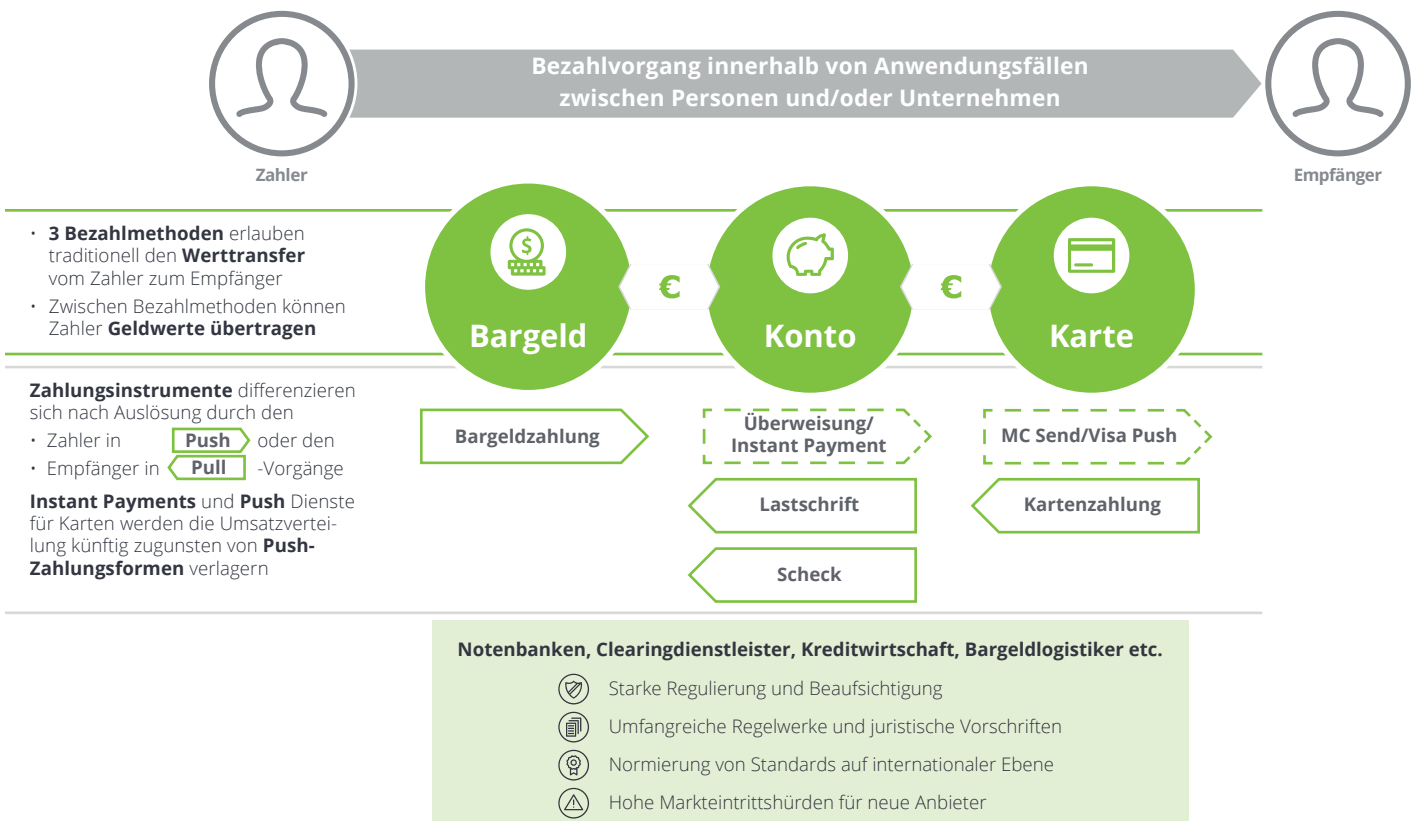 Bezahlvorgang innerhalb von Anwendungsfällen
zwischen Personen und/oder Unternehmen
Zahler
Empfänger
• 3 Bezahlmethoden erlauben
traditionell den Werttransfer
vom Zahler zum Empfänger
• Zwischen Bezahlmethoden können
Zahler Geldwerte übertragen
$
€
€
Bargeld
Konto
Karte
Zahlungsinstrumente differenzieren
sich nach Auslösung durch den
• Zahler in Push oder den
• Empfänger in Pull -Vorgänge
Instant Payments und Push Dienste
für Karten werden die Umsatzvertei-
lung künftig zugunsten von Push-
Zahlungsformen verlagern
Bargeldzahlung
Überweisung/
Instant Payment
MC Send/Visa Push
Lastschrift
Kartenzahlung
Scheck
Notenbanken, Clearingdienstleister, Kreditwirtschaft, Bargeldlogistiker etc.
Starke Regulierung und Beaufsichtigung
Umfangreiche Regelwerke und juristische Vorschriften
Normierung von Standards auf internationaler Ebene
Hohe Markteintrittshürden für neue Anbieter